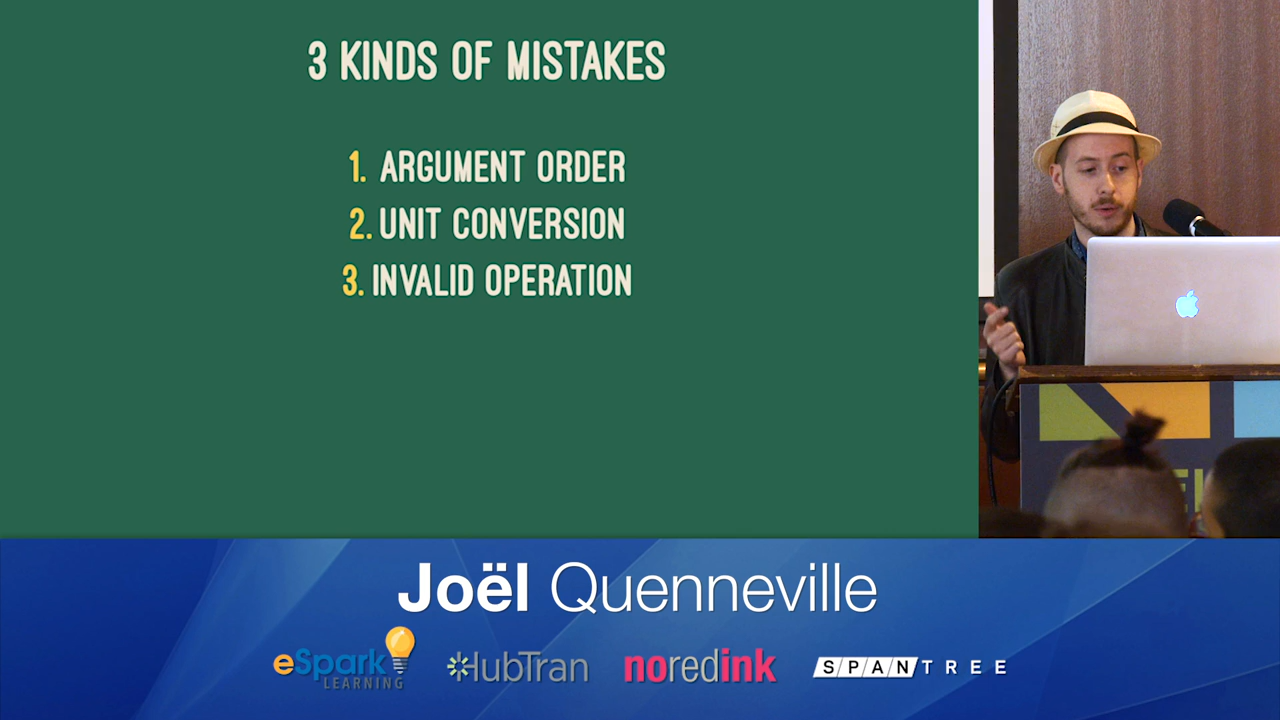 3 KINDS OF MISTAKES
1. ARGUMENT ORDER
2. UNIT CONVERSION
3. INVALID OPERATION
Joël Quenneville
eSpark LEARNING
HubTran
noredink
SPANTREE